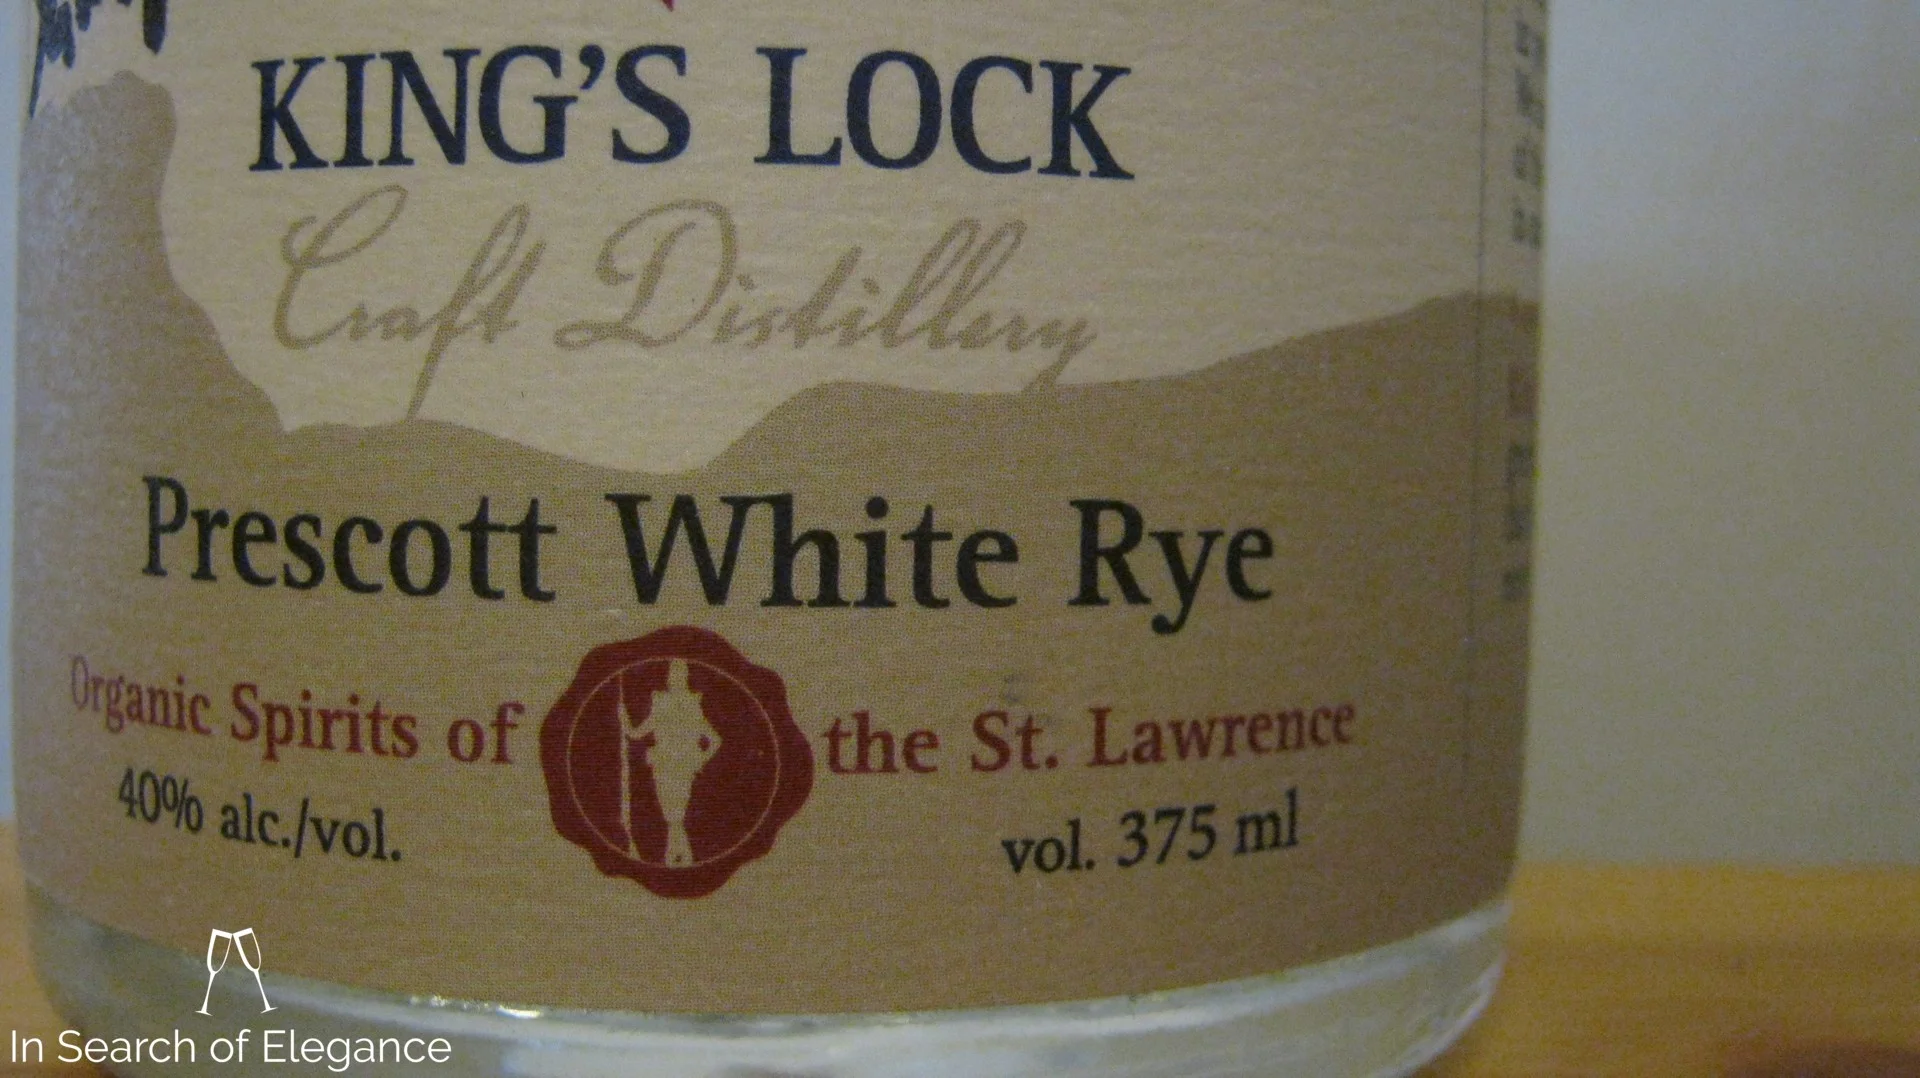 KING'S LOCK
Craft Distillery
Prescott White Rye
Organic Spirits of the St. Lawrence
40% alc./vol. vol. 375 ml
In Search of Elegance